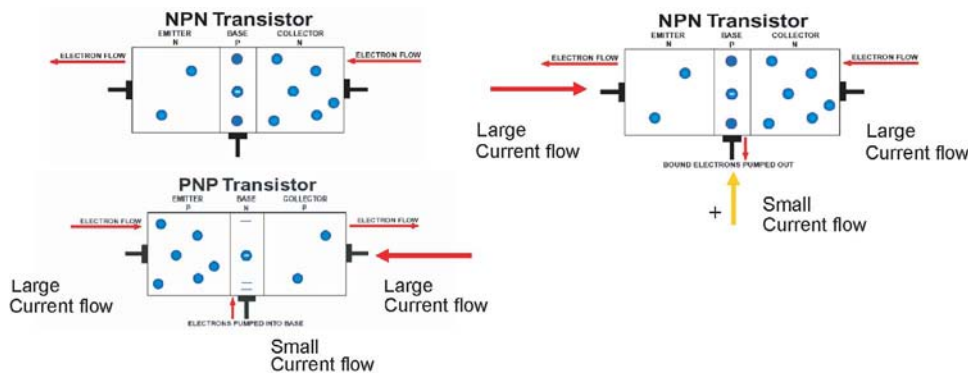 NPN Transistor
EMITTER BASE COLLECTOR
N P N
ELECTRON FLOW ELECTRON FLOW
PNP Transistor
EMITTER BASE COLLECTOR
P N P
ELECTRON FLOW ELECTRON FLOW
Large
Current flow
Large
Current flow
ELECTRONS PUMPED INTO BASE
Small
Current flow
NPN Transistor
EMITTER BASE COLLECTOR
N P N
ELECTRON FLOW ELECTRON FLOW
Large
Current flow
Large
Current flow
BOUND ELECTRONS PUMPED OUT
+
Small
Current flow